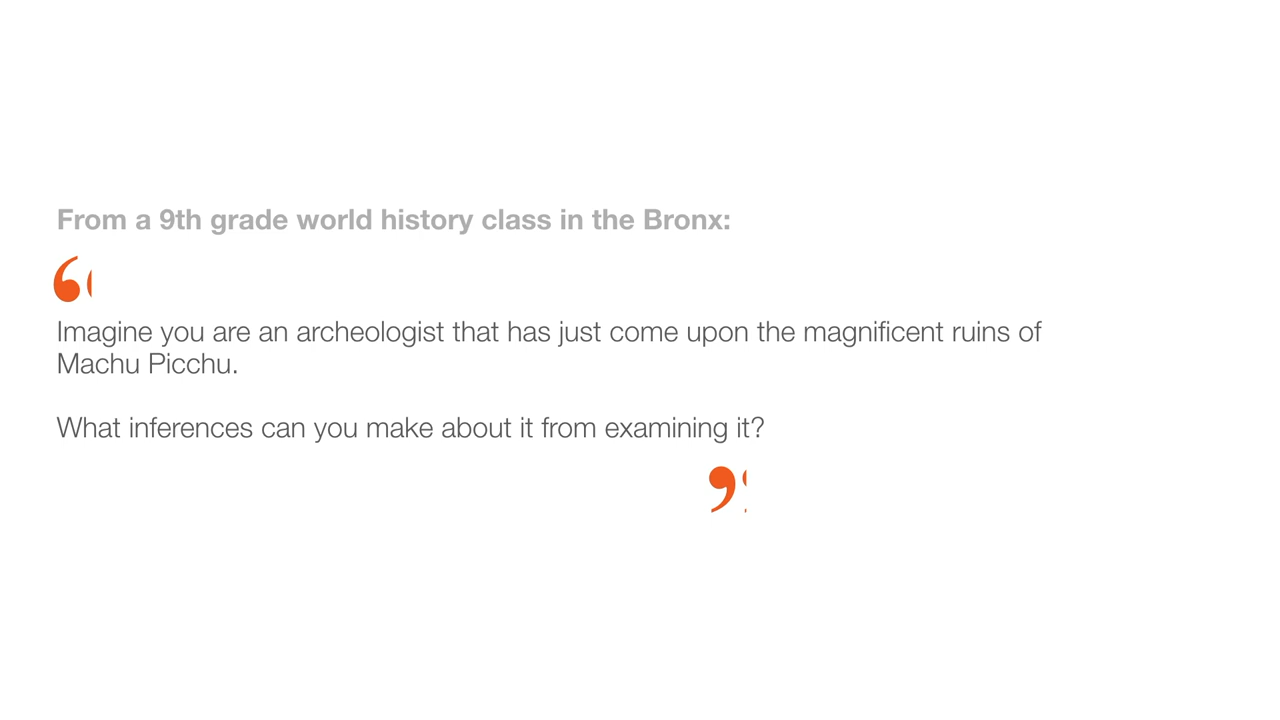 From a 9th grade world history class in the Bronx:
“
Imagine you are an archeologist that has just come upon the magnificent ruins of
Machu Picchu.
What inferences can you make about it from examining it?
”